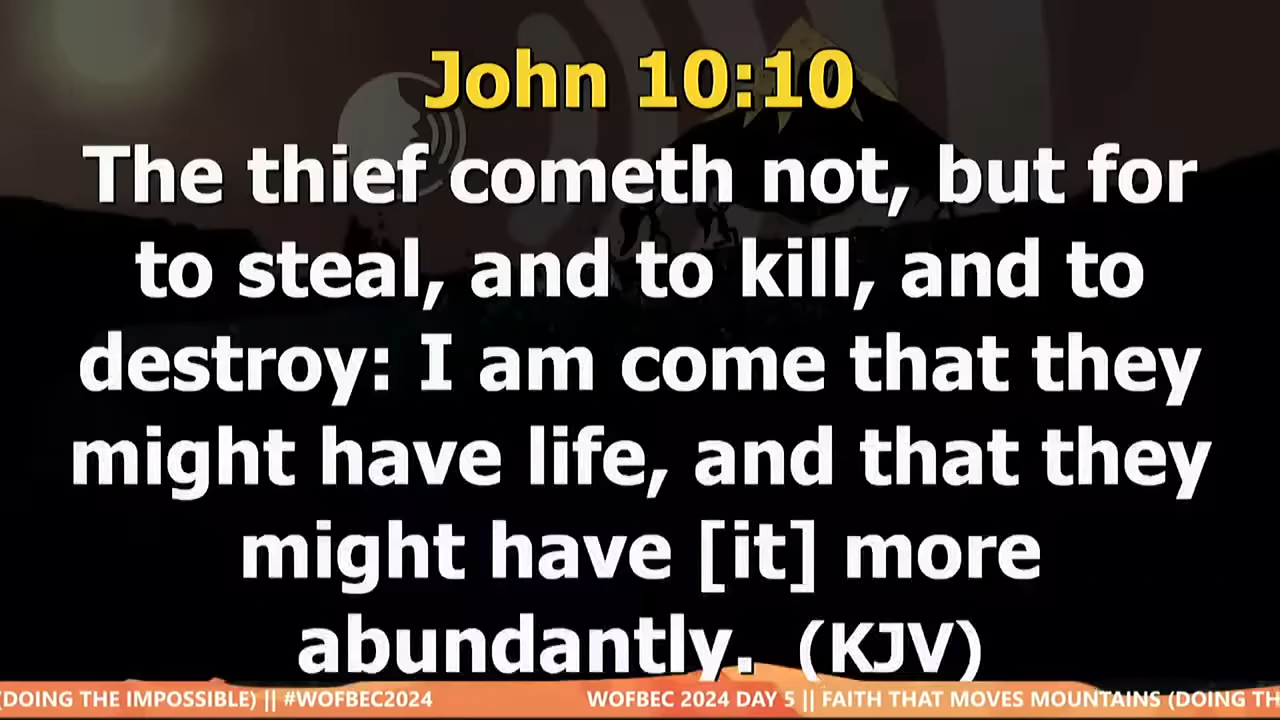 John 10:10
The thief cometh not, but for
to steal, and to kill, and to
destroy: I am come that they
might have life, and that they
might have [it] more
abundantly. (KJV)
(DOING THE IMPOSSIBLE) || #WOFBEC2024 WOFBEC 2024 DAY 5 || FAITH THAT MOVES MOUNTAINS (DOING TH